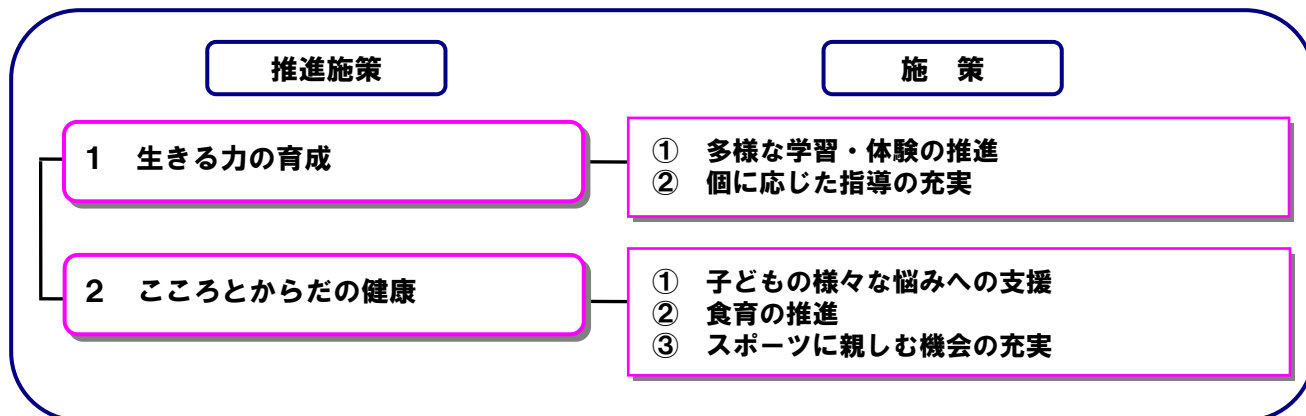 推進施策
施　策
1　生きる力の育成
①　多様な学習・体験の推進
②　個に応じた指導の充実
2　こころとからだの健康
①　子どもの様々な悩みへの支援
②　食育の推進
③　スポーツに親しむ機会の充実